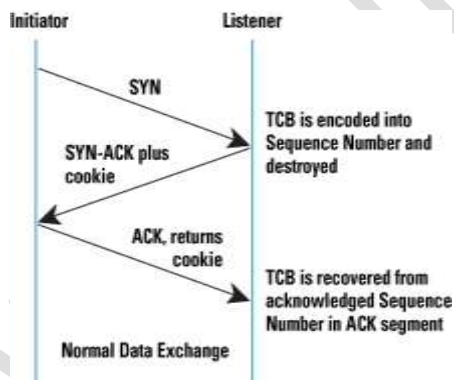 Initiator
Listener
SYN
TCB is encoded into
Sequence Number and
destroyed
SYN-ACK plus
cookie
ACK, returns
cookie
TCB is recovered from
acknowledged Sequence
Number in ACK segment
Normal Data Exchange